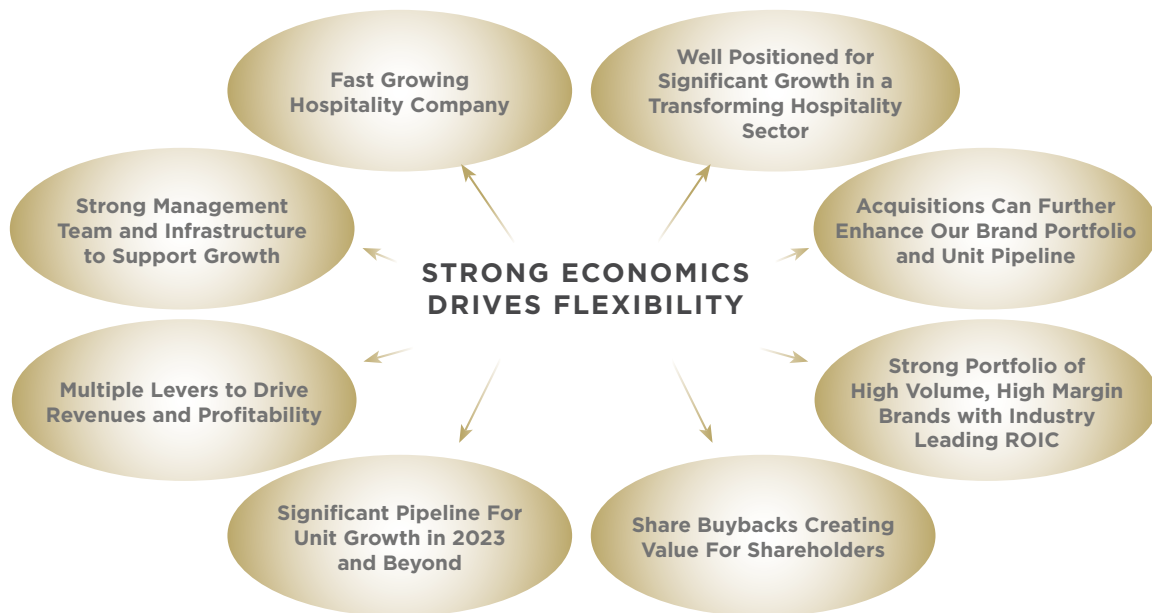 Fast Growing
Hospitality Company
Well Positioned for
Significant Growth in a
Transforming Hospitality
Sector
Strong Management
Team and Infrastructure
to Support Growth
Acquisitions Can Further
Enhance Our Brand Portfolio
and Unit Pipeline
STRONG ECONOMICS
DRIVES FLEXIBILITY
Multiple Levers to Drive
Revenues and Profitability
Strong Portfolio of
High Volume, High Margin
Brands with Industry
Leading ROIC
Significant Pipeline For
Unit Growth in 2023
and Beyond
Share Buybacks Creating
Value For Shareholders